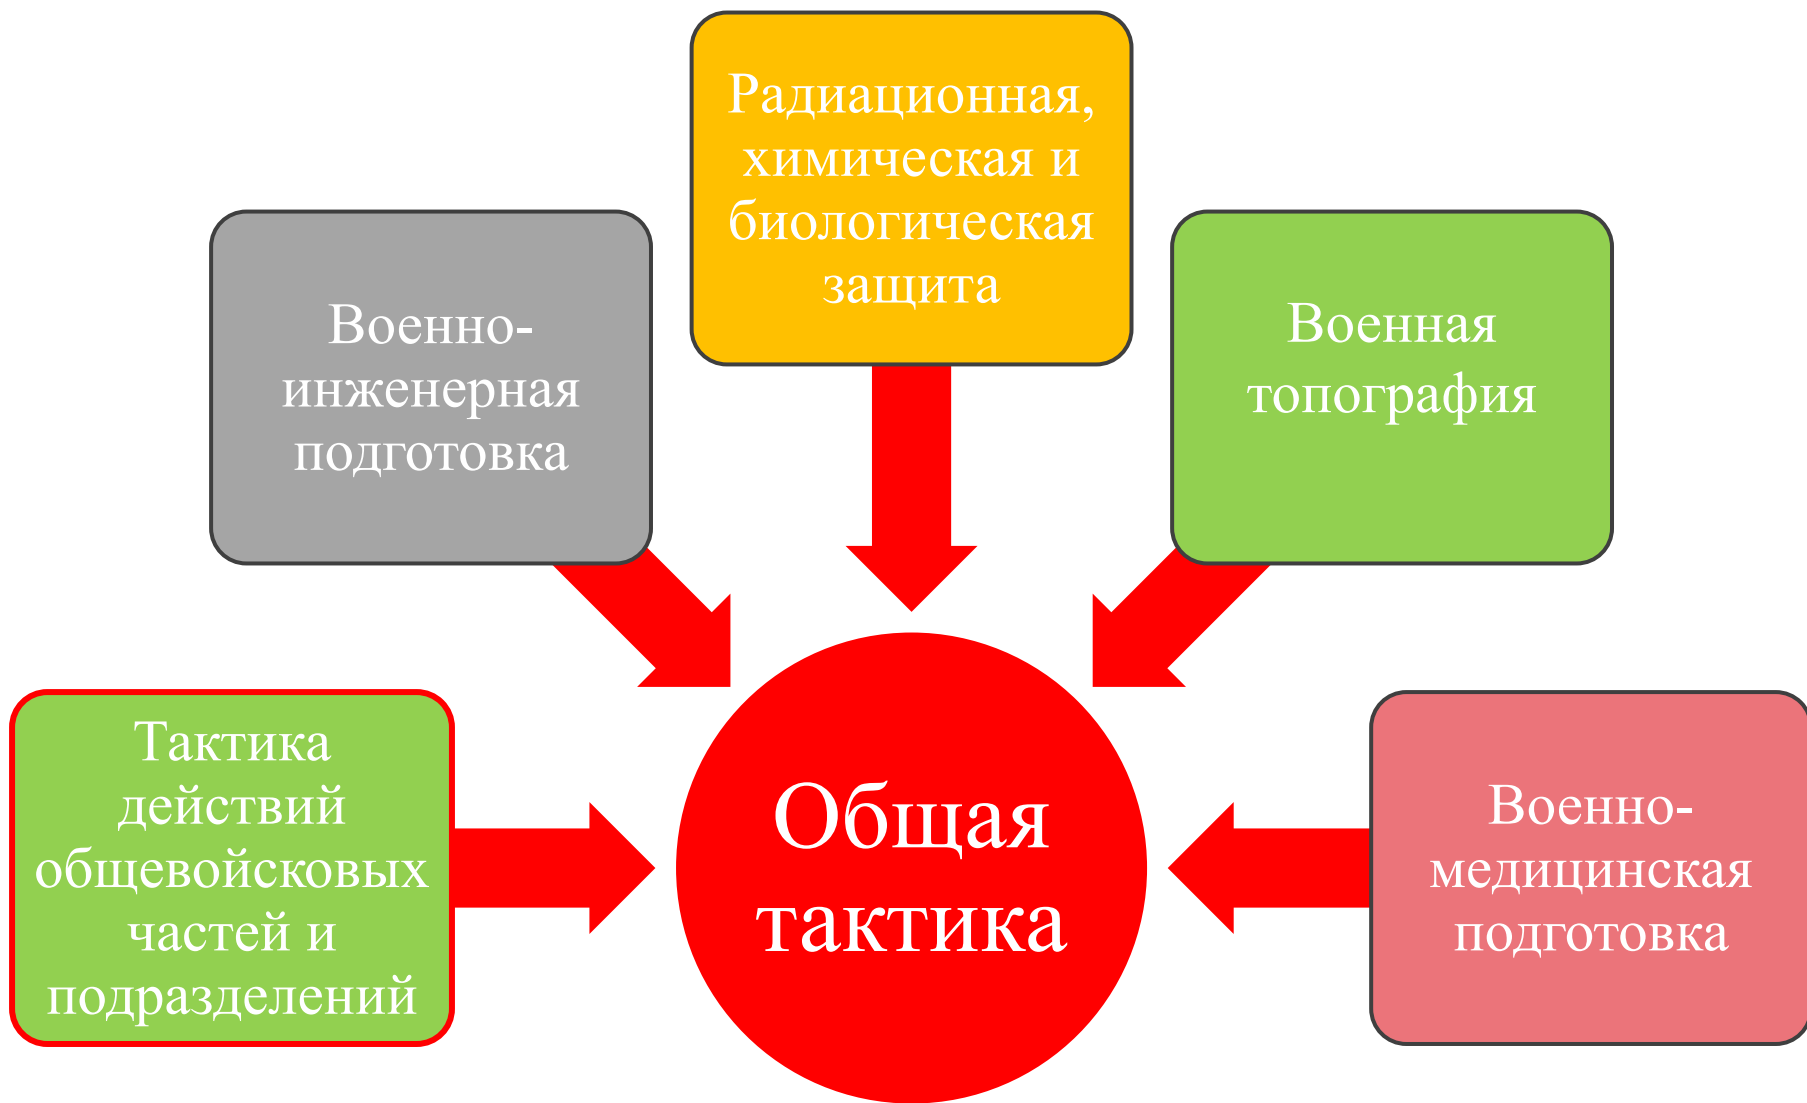 Радиационная,
химическая и
биологическая
защита
Военно-
инженерная
подготовка
Военная
топография
Тактика
действий
общевойсковых
частей и
подразделений
Общая
тактика
Военно-
медицинская
подготовка